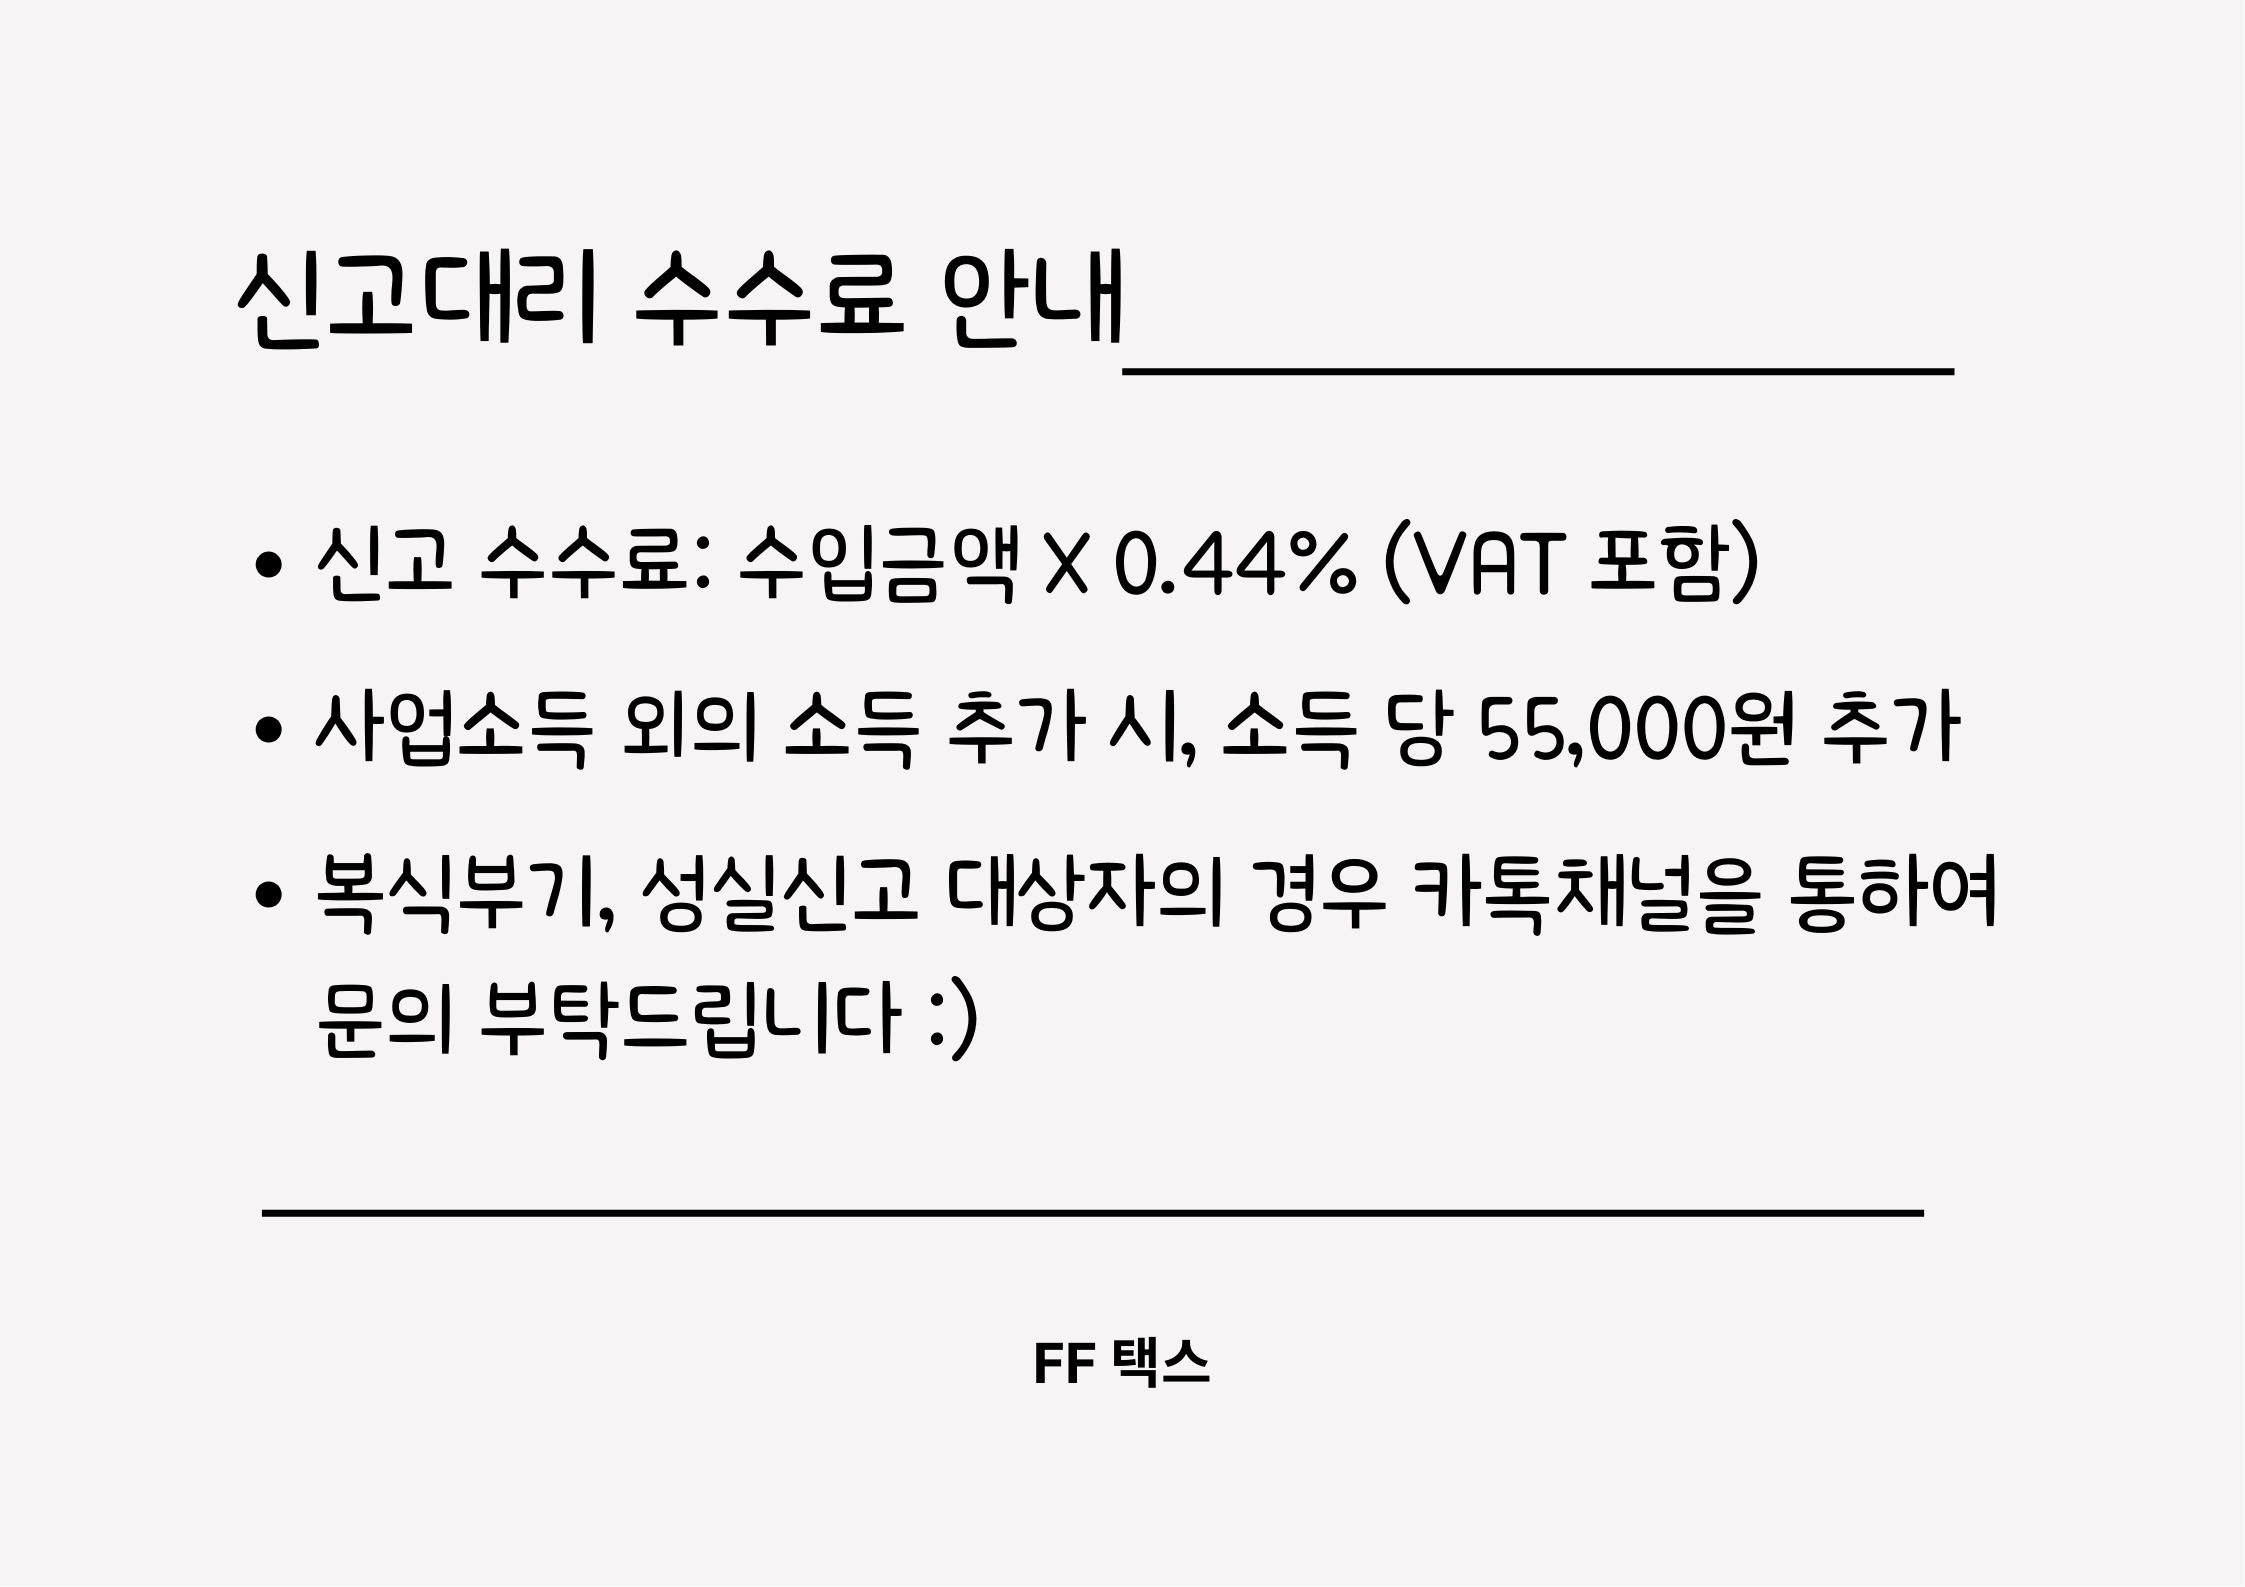 신고대리 수수료 안내
• 신고 수수료: 수입금액 X 0.44% (VAT 포함)
• 사업소득 외의 소득 추가 시, 소득 당 55,000원 추가
• 복식부기, 성실신고 대상자의 경우 카톡채널을 통하여
문의 부탁드립니다 :)
FF 택스